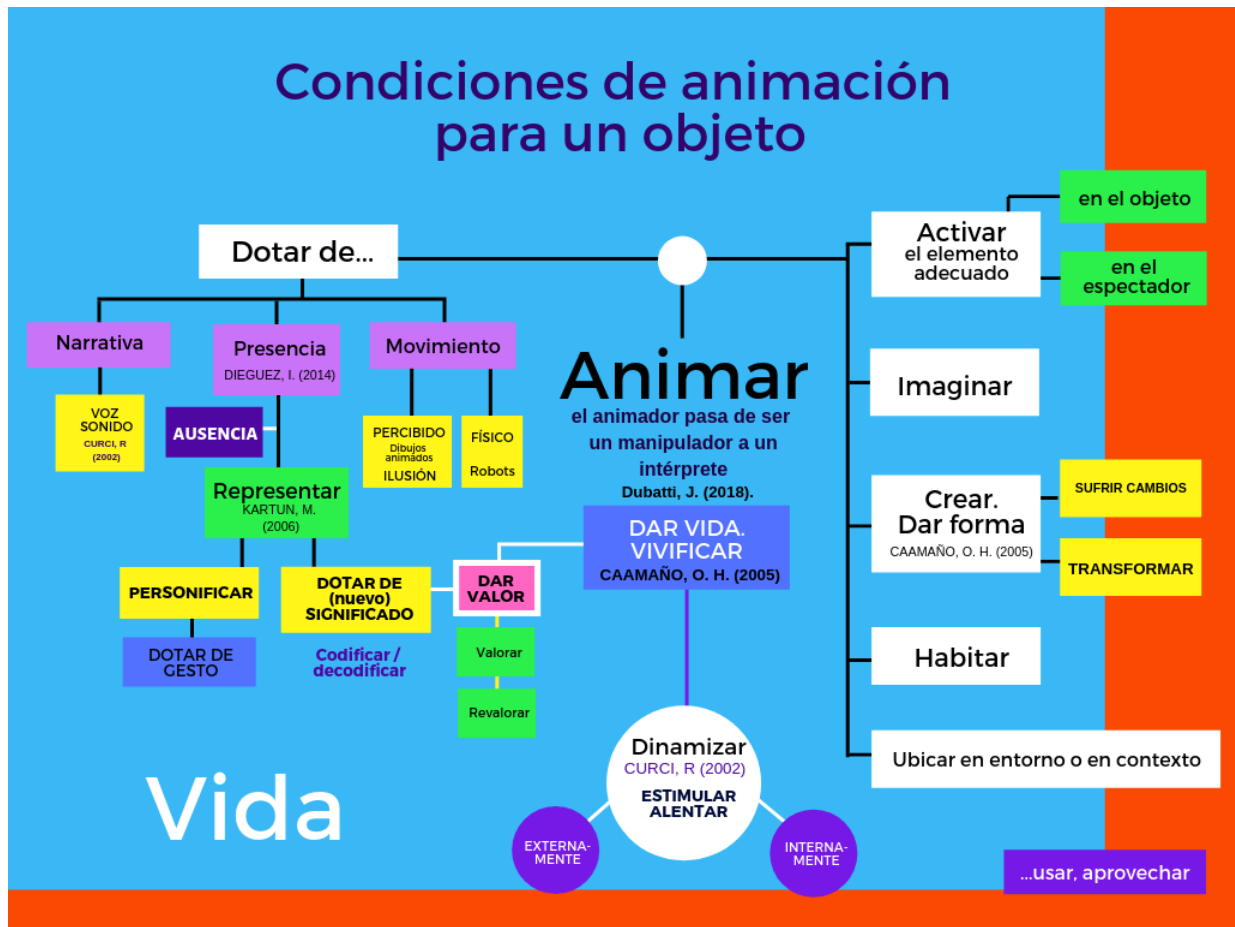 Condiciones de animación
para un objeto
Dotar de...
Narrativa
VOZ
SONIDO
CURCI, R
(2002)
Presencia
DIEGUEZ, I. (2014)
AUSENCIA
Representar
KARTUN, M.
(2006)
PERSONIFICAR
DOTAR DE
GESTO
DOTAR DE
(nuevo)
SIGNIFICADO
Codificar /
decodificar
Movimiento
PERCIBIDO
Dibujos
animados
ILUSIÓN
FÍSICO
Robots
DAR
VALOR
Valorar
Revalorar
Animar
el animador pasa de ser
un manipulador a un
intérprete
Dubatti, J. (2018).
DAR VIDA.
VIVIFICAR
CAAMAÑO, O. H. (2005)
Dinamizar
CURCI, R (2002)
ESTIMULAR
ALENTAR
EXTERNA-
MENTE
INTERNA-
MENTE
Activar
el elemento
adecuado
en el objeto
en el
espectador
Imaginar
Crear.
Dar forma
CAAMAÑO, O. H. (2005)
SUFRIR CAMBIOS
TRANSFORMAR
Habitar
Ubicar en entorno o en contexto
Vida
...usar, aprovechar